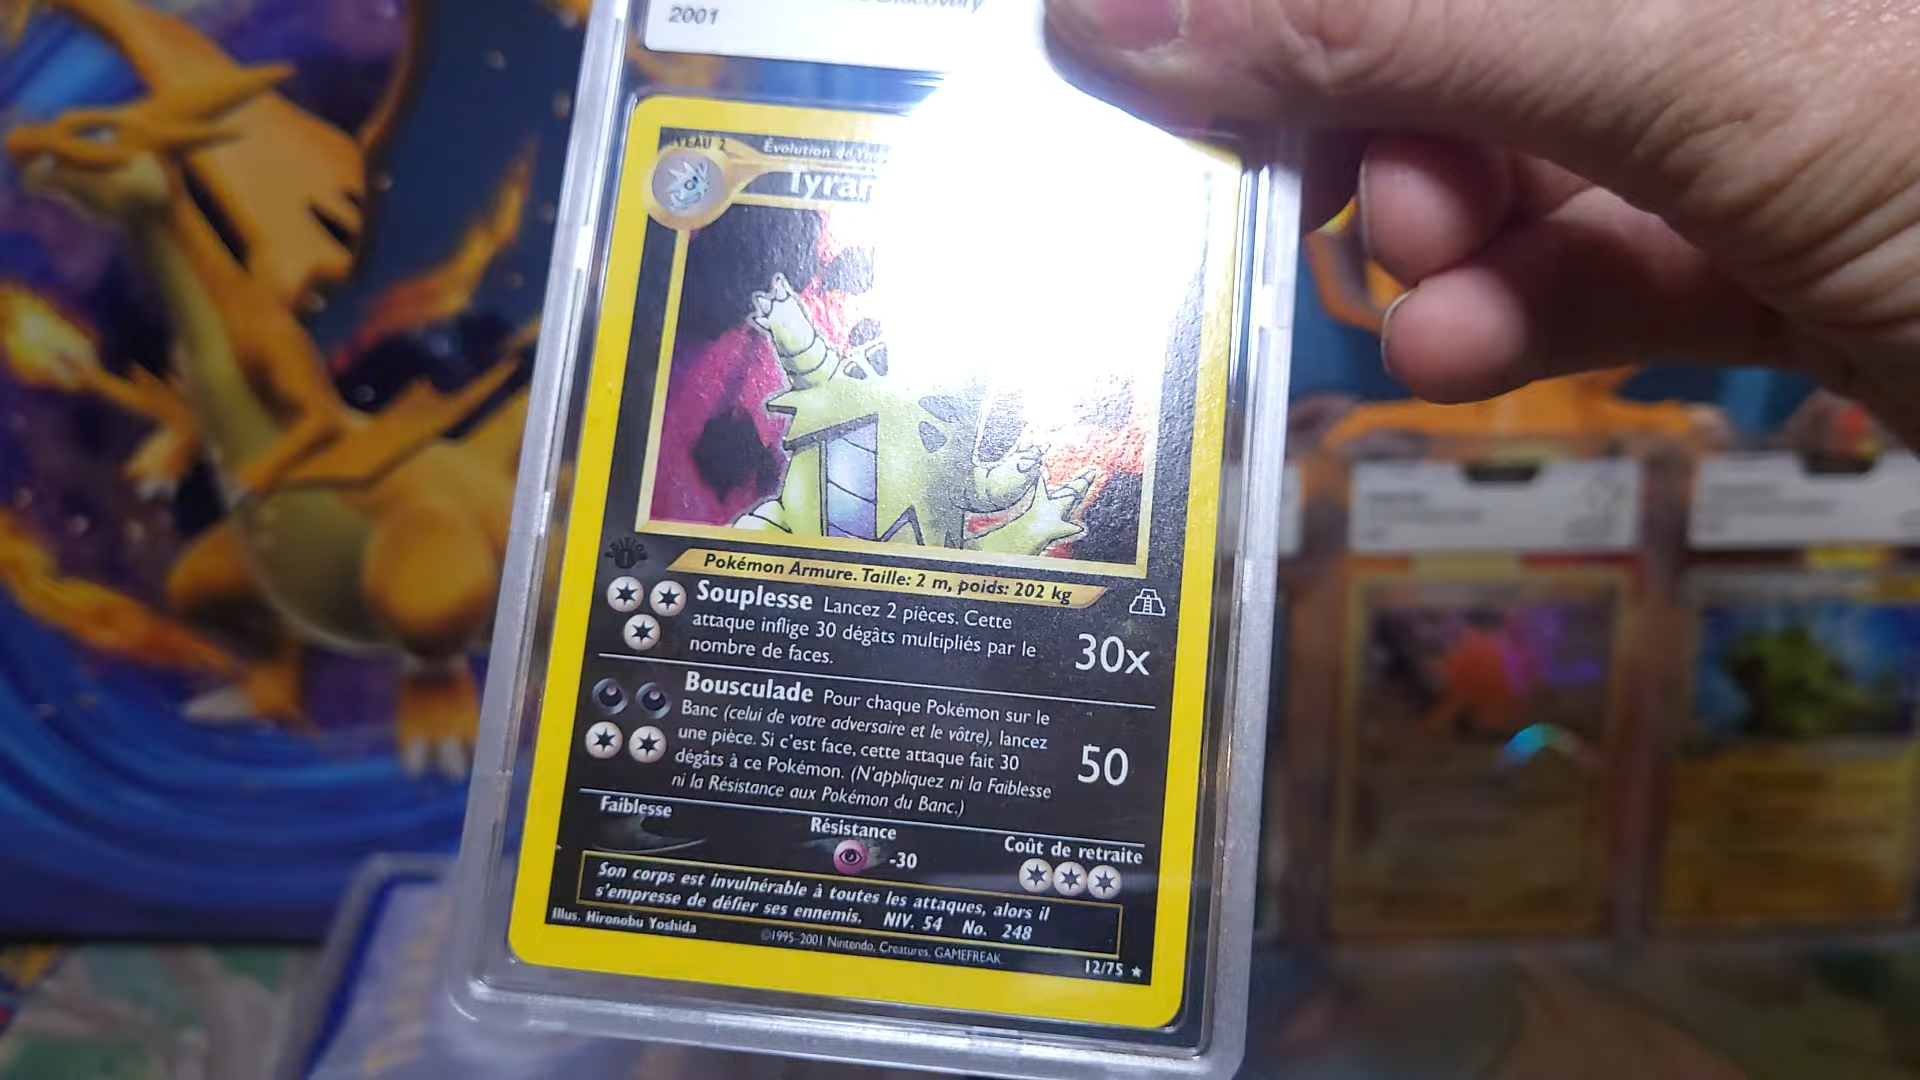 Discovery
2001
Évolution de
Tyran
Pokémon Armure. Taille: 2 m, poids: 202 kg
Souplesse Lancez 2 pièces. Cette
attaque inflige 30 dégâts multipliés par le
nombre de faces.
30x
Bousculade Pour chaque Pokémon sur le
Banc (celui de votre adversaire et le vôtre), lancez
une pièce. Si c'est face, cette attaque fait 30
dégâts à ce Pokémon. (N'appliquez ni la Faiblesse
ni la Résistance aux Pokémon du Banc.)
50
Faiblesse
Résistance
-30
Coût de retraite
Son corps est invulnérable à toutes les attaques, alors il
s'empresse de défier ses ennemis. NIV. 54 No. 248
Illus. Hironobu Yoshida
©1995-2001 Nintendo, Creatures, GAMEFREAK.
12/75